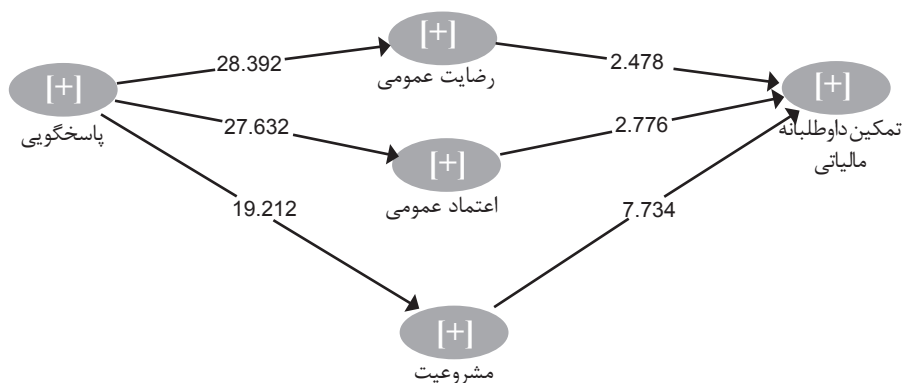 [+]
رضایت عمومی
28.392
2.478
[+]
پاسخگویی
[+]
تمکین داوطلبانه
مالیاتی
27.632
2.776
[+]
اعتماد عمومی
19.212
7.734
[+]
مشروعیت